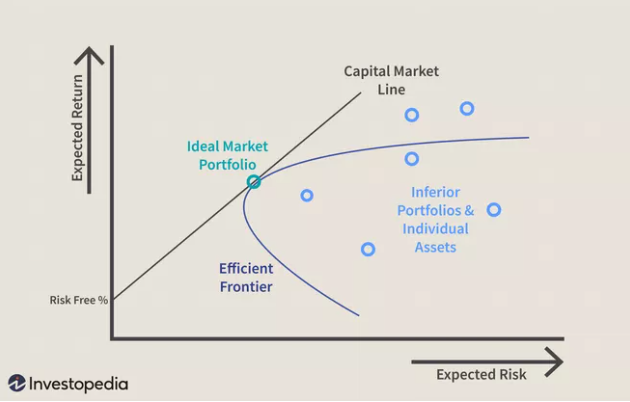 Capital Market
Line
Expected Return
Ideal Market
Portfolio
Inferior
Portfolios &
Individual
Assets
Efficient
Frontier
Risk Free %
Expected Risk
Investopedia